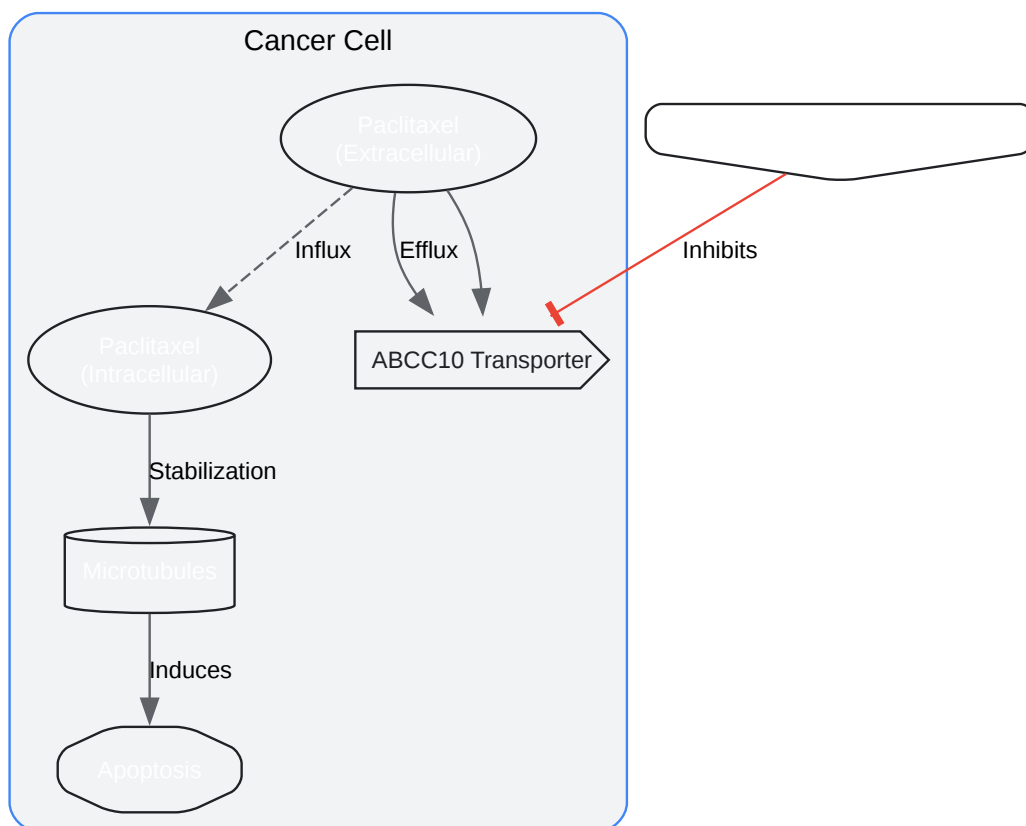 Cancer Cell
Paclitaxel
(Extracellular)
Influx
Efflux
Inhibits
Paclitaxel
(Intracellular)
ABCC10 Transporter
Stabilization
Microtubules
Induces
Apoptosis